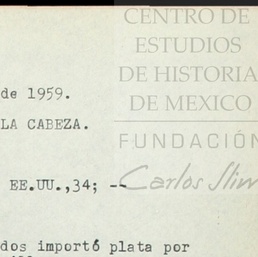 CENTRO DE
ESTUDIOS
DE HISTORIA
DE MEXICO
FUNDACIÓN
Carlos Slim
de 1959.
LA CABEZA.
EE.UU.,34; --
dos importó plata por